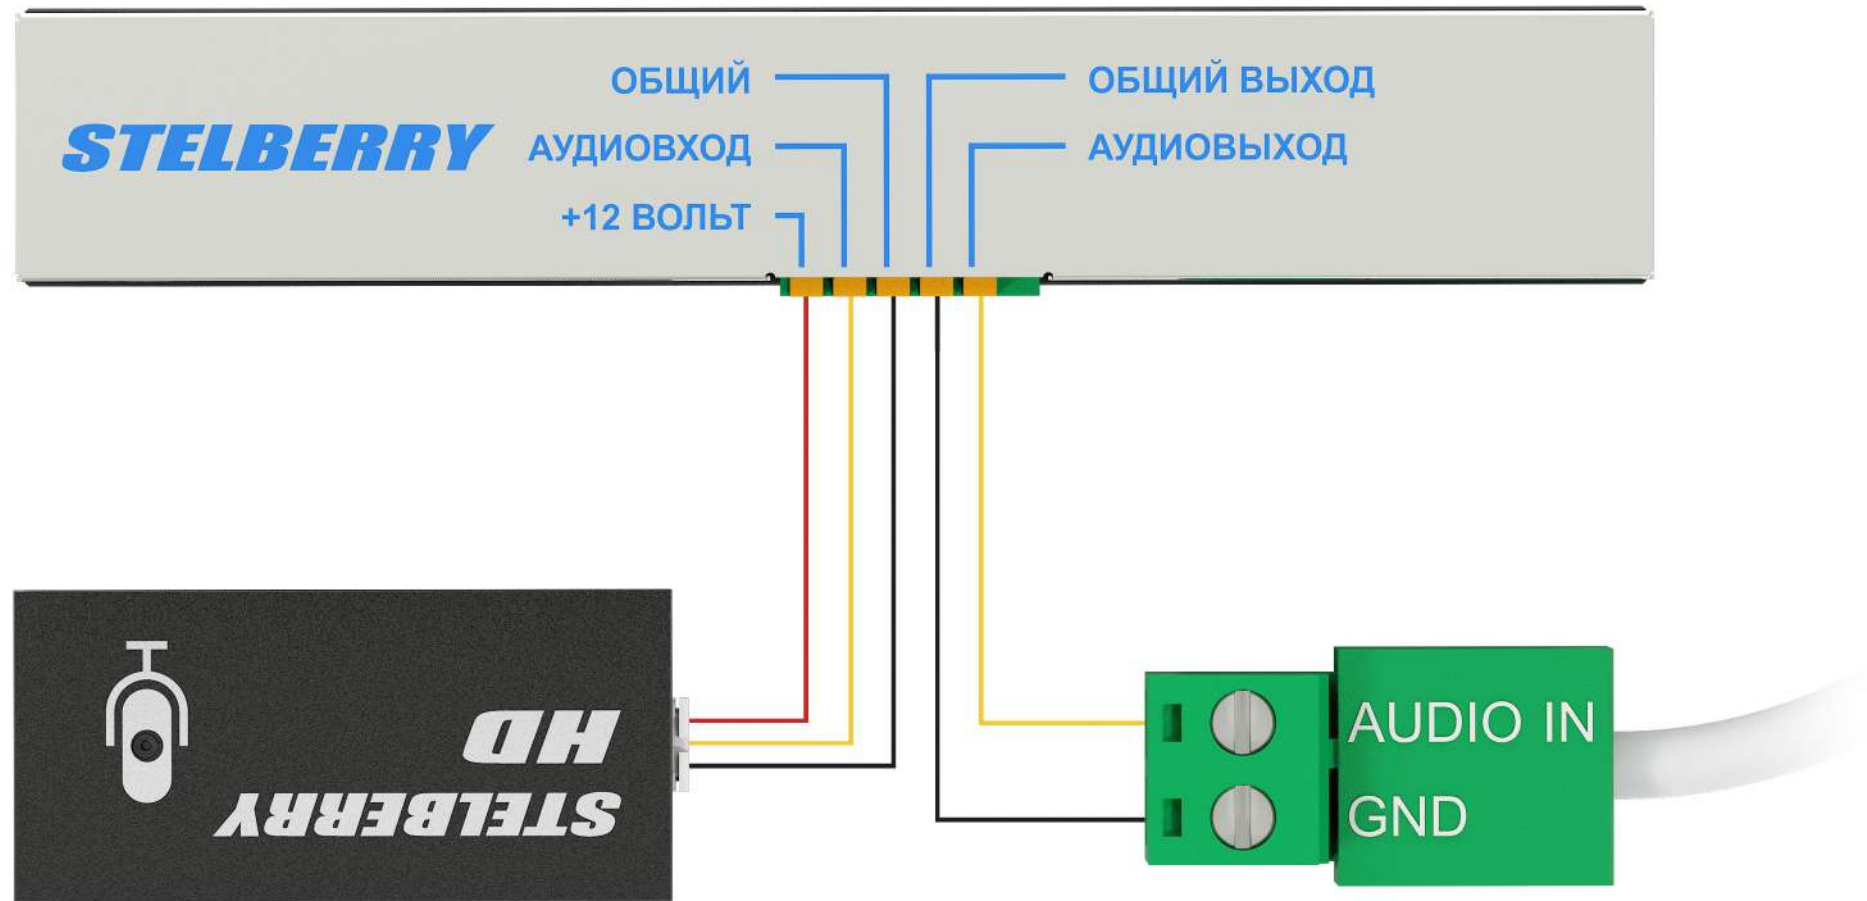 ОБЩИЙ
ОБЩИЙ ВЫХОД
STELBERRY
АУДИОВХОД
АУДИОВЫХОД
+12 ВОЛЬТ
STELBERRY
HD
AUDIO IN
GND